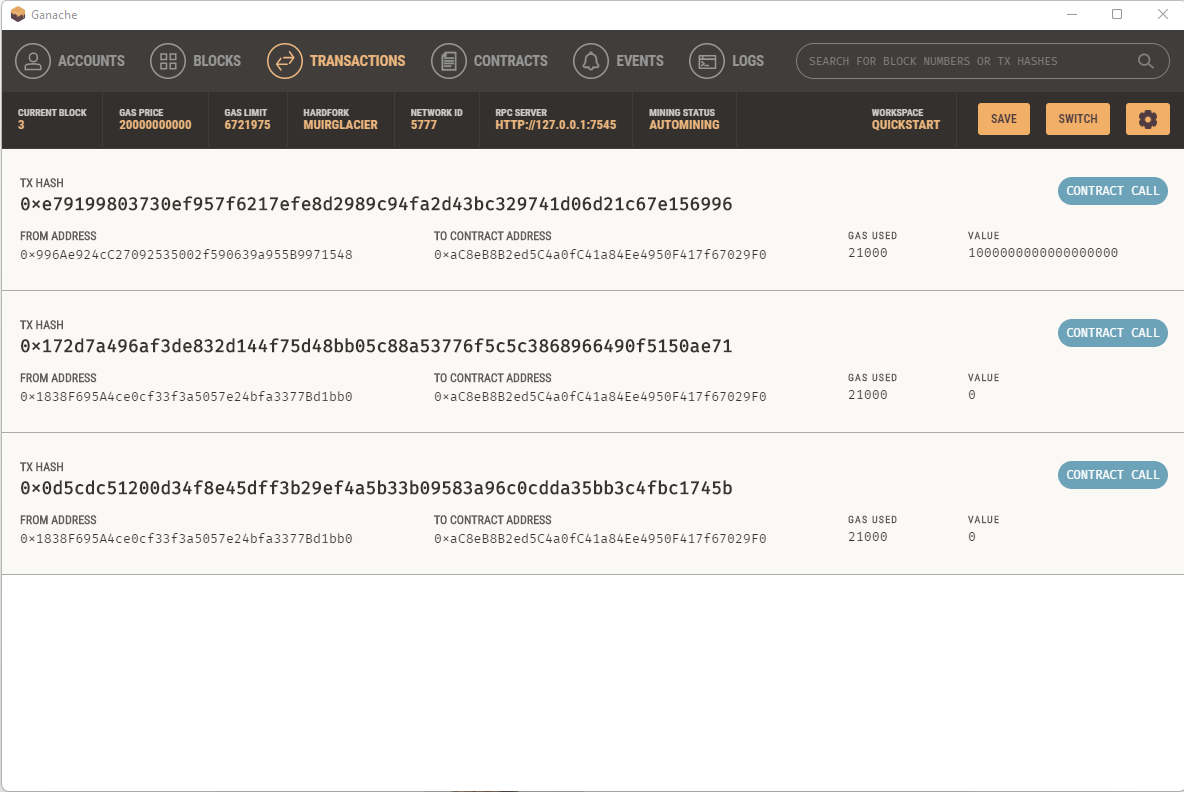 Ganache
ACCOUNTS BLOCKS TRANSACTIONS CONTRACTS EVENTS LOGS SEARCH FOR BLOCK NUMBERS OR TX HASHES
CURRENT BLOCK GAS PRICE GAS LIMIT HARDFORK NETWORK ID RPC SERVER MINING STATUS WORKSPACE
3 20000000000 6721975 MUIRGLACIER 5777 HTTP://127.0.0.1:7545 AUTOMINING QUICKSTART SAVE SWITCH
TX HASH
0×e79199803730ef957f6217efe8d2989c94fa2d43bc329741d06d21c67e156996 CONTRACT CALL
FROM ADDRESS TO CONTRACT ADDRESS GAS USED VALUE
0×996Ae924cC27092535002f590639a955B9971548 0×aC8eB8B2ed5C4a0fC41a84Ee4950F417f67029F0 21000 1000000000000000000
TX HASH
0×172d7a496af3de832d144f75d48bb05c88a53776f5c5c3868966490f5150ae71 CONTRACT CALL
FROM ADDRESS TO CONTRACT ADDRESS GAS USED VALUE
0×1838F695A4ce0cf33f3a5057e24bfa3377Bd1bb0 0×aC8eB8B2ed5C4a0fC41a84Ee4950F417f67029F0 21000 0
TX HASH
0×0d5cdc51200d34f8e45dff3b29ef4a5b33b09583a96c0cdda35bb3c4fbc1745b CONTRACT CALL
FROM ADDRESS TO CONTRACT ADDRESS GAS USED VALUE
0×1838F695A4ce0cf33f3a5057e24bfa3377Bd1bb0 0×aC8eB8B2ed5C4a0fC41a84Ee4950F417f67029F0 21000 0